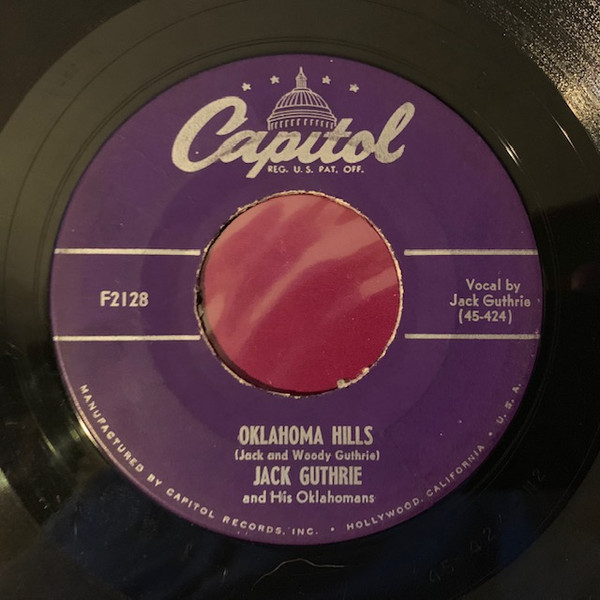 Capitol
REG. U. S. PAT. OFF.
F2128
Vocal by
Jack Guthrie
(45-424)
OKLAHOMA HILLS
(Jack and Woody Guthrie)
JACK GUTHRIE
and His Oklahomans
MANUFACTURED BY CAPITOL RECORDS, INC. • HOLLYWOOD, CALIFORNIA • U. S. A.